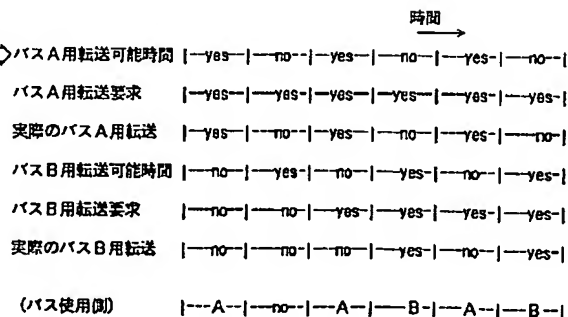 時間
バスA用転送可能時間 |--yes--|--no--|--yes--|--no--|--yes--|--no--|
バスA用転送要求 |--yes--|--yes--|--yes--|--yes--|--yes--|--yes--|
実際のバスA用転送 |--yes--|--no--|--yes--|--no--|--yes--|--no-|
バスB用転送可能時間 |--no--|--yes-|--no--|--yes-|--no--|--yes-|
バスB用転送要求 |--no--|--no--|--yes--|--yes--|--yes--|--yes-|
実際のバスB用転送 |--no--|--no--|--no--|--yes-|--no--|--yes-|
(バス使用側) |---A--|--no--|---A--|--B-|--A--|--B--|